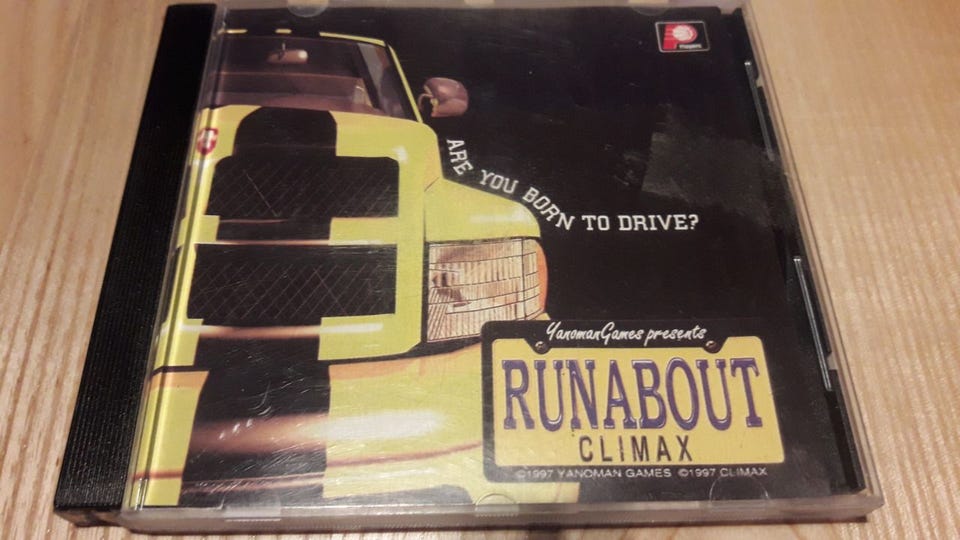 ARE YOU BORN TO DRIVE?
YanomanGames presents
RUNABOUT
CLIMAX
©1997 YANOMAN GAMES ©1997 CLIMAX